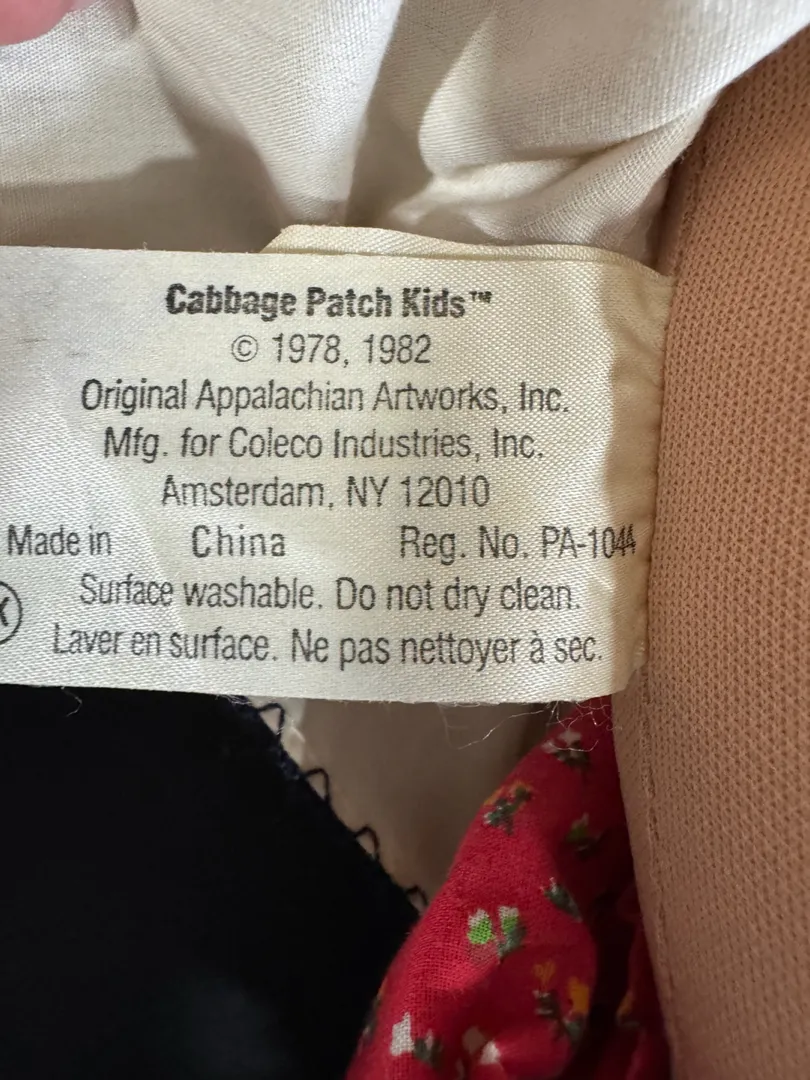 Cabbage Patch Kids™
© 1978, 1982
Original Appalachian Artworks, Inc.
Mfg. for Coleco Industries, Inc.
Amsterdam, NY 12010
Made in China Reg. No. PA-1044
Surface washable. Do not dry clean.
Laver en surface. Ne pas nettoyer à sec.